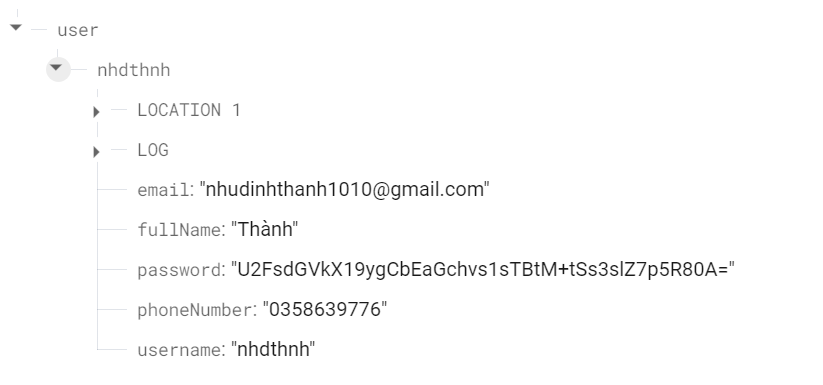 user
nhdthnh
LOCATION 1
LOG
email: "nhudinhthanh1010@gmail.com"
fullName: "Thành"
password: "U2FsdGVkX19ygCbEaGchvs1sTBtM+tSs3slZ7p5R80A="
phoneNumber: "0358639776"
username: "nhdthnh"